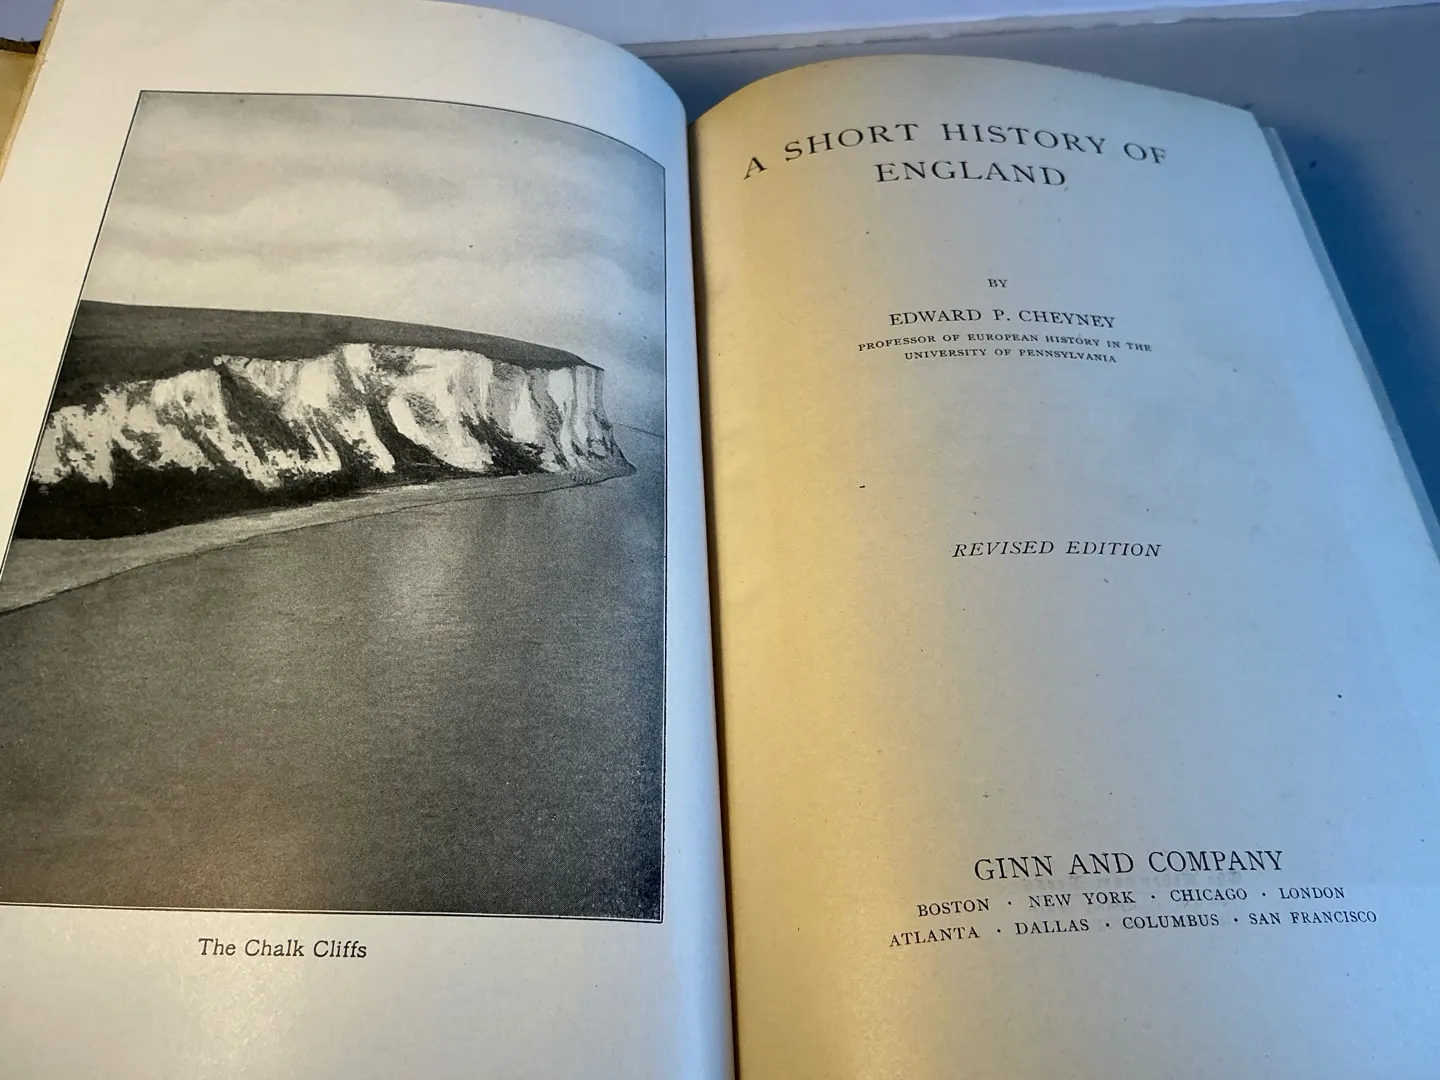 The Chalk Cliffs
A SHORT HISTORY OF
ENGLAND
BY
EDWARD P. CHEYNEY
PROFESSOR OF EUROPEAN HISTORY IN THE
UNIVERSITY OF PENNSYLVANIA
REVISED EDITION
GINN AND COMPANY
BOSTON · NEW YORK · CHICAGO · LONDON
ATLANTA · DALLAS · COLUMBUS · SAN FRANCISCO